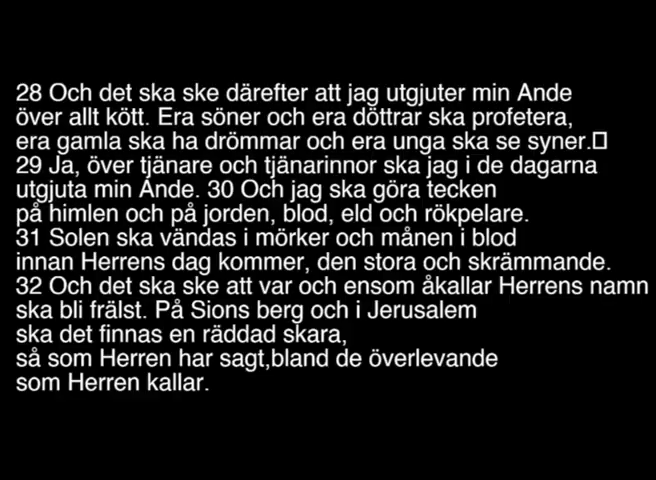 28 Och det ska ske därefter att jag utgjuter min Ande
över allt kött. Era söner och era döttrar ska profetera,
era gamla ska ha drömmar och era unga ska se syner.
29 Ja, över tjänare och tjänarinnor ska jag i de dagarna
utgjuta min Ande. 30 Och jag ska göra tecken
på himlen och på jorden, blod, eld och rökpelare.
31 Solen ska vändas i mörker och månen i blod
innan Herrens dag kommer, den stora och skrämmande.
32 Och det ska ske att var och ensom åkallar Herrens namn
ska bli frälst. På Sions berg och i Jerusalem
ska det finnas en räddad skara,
så som Herren har sagt,bland de överlevande
som Herren kallar.